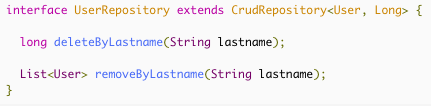 interface UserRepository extends CrudRepository<User, Long> {
long deleteByLastname(String lastname);
List<User> removeByLastname(String lastname);
}